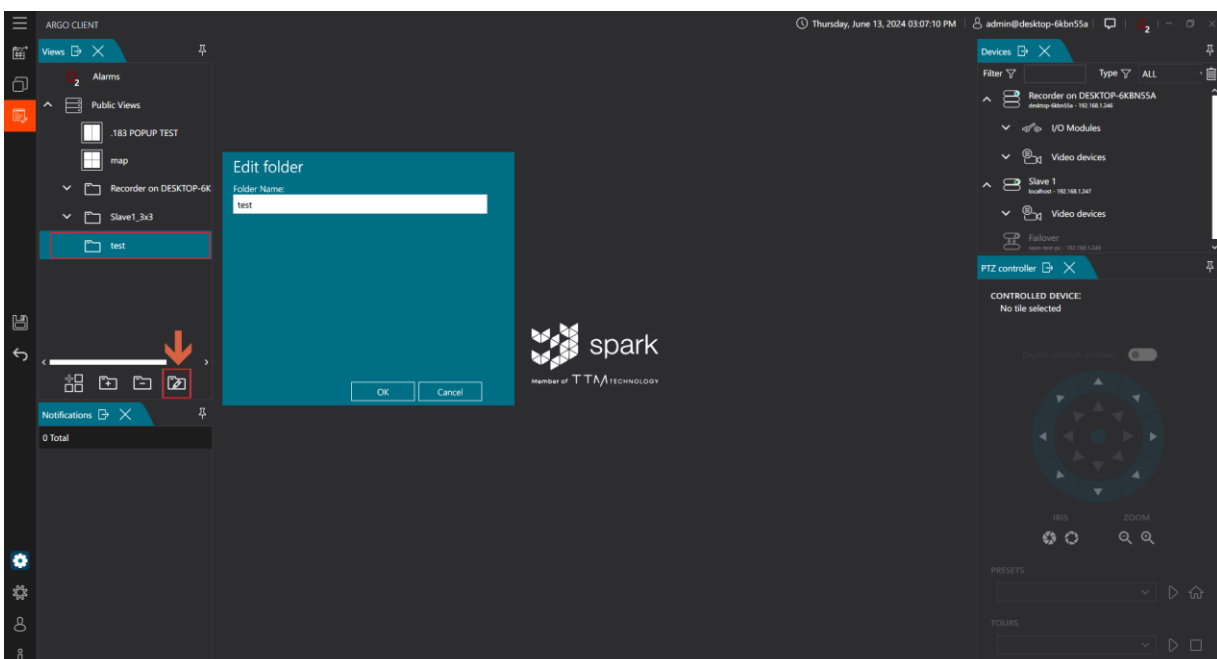 ARGO CLIENT
Thursday, June 13, 2024 03:07:10 PM
admin@desktop-6kbn55a
2
Views
2
Alarms
Public Views
.183 POPUP TEST
map
Recorder on DESKTOP-6K
Slave1_3x3
test
Edit folder
Folder Name:
test
OK
Cancel
spark
Member of TTM TECHNOLOGY
Notifications
0 Total
Devices
Filter
Type
ALL
Recorder on DESKTOP-6KBN55A
desktop-6kbn55a - 192.168.1.246
I/O Modules
Video devices
Slave 1
localhost - 192.168.1.247
Video devices
Failover
PTZ controller
CONTROLLED DEVICE:
No tile selected
IRIS
ZOOM
PRESETS
TOURS